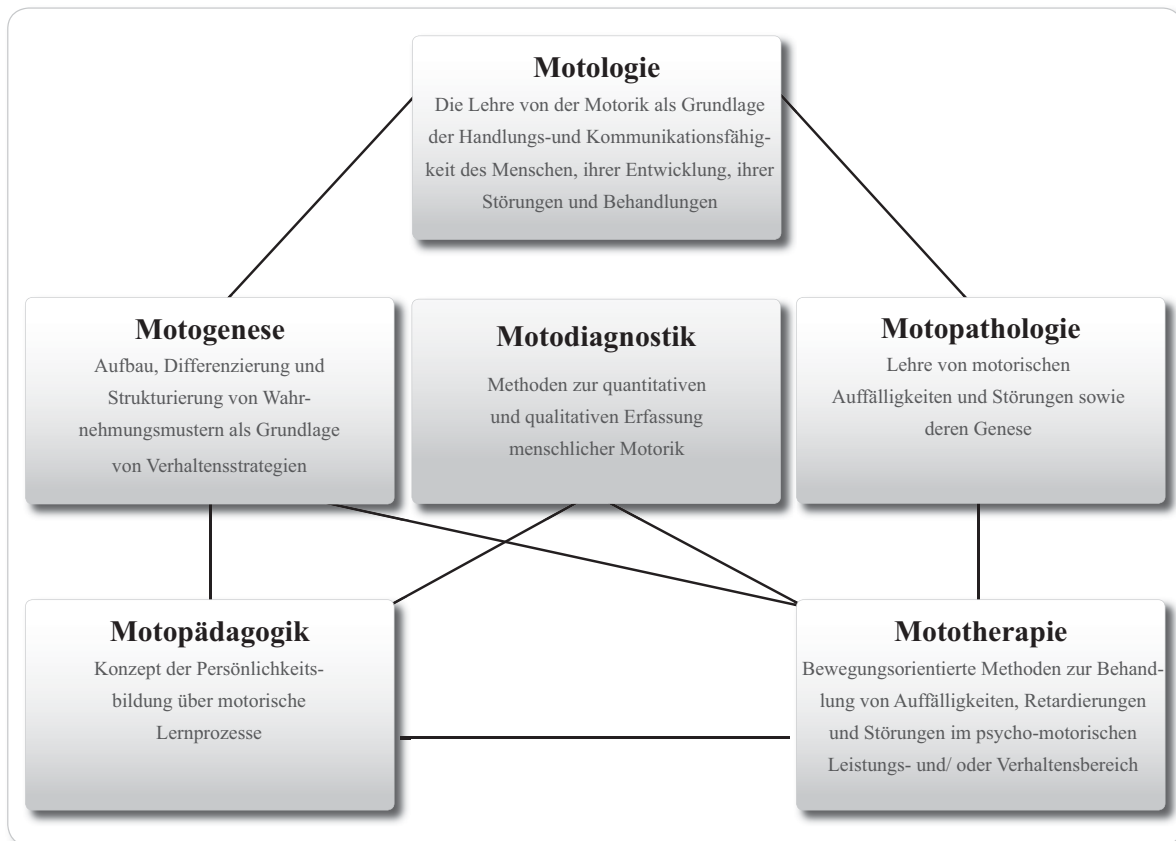 Motologie
Die Lehre von der Motorik als Grundlage
der Handlungs-und Kommunikationsfähig-
keit des Menschen, ihrer Entwicklung, ihrer
Störungen und Behandlungen
Motogenese
Aufbau, Differenzierung und
Strukturierung von Wahr-
nehmungsmustern als Grundlage
von Verhaltensstrategien
Motodiagnostik
Methoden zur quantitativen
und qualitativen Erfassung
menschlicher Motorik
Motopathologie
Lehre von motorischen
Auffälligkeiten und Störungen sowie
deren Genese
Motopädagogik
Konzept der Persönlichkeits-
bildung über motorische
Lernprozesse
Mototherapie
Bewegungsorientierte Methoden zur Behand-
lung von Auffälligkeiten, Retardierungen
und Störungen im psycho-motorischen
Leistungs- und/ oder Verhaltensbereich